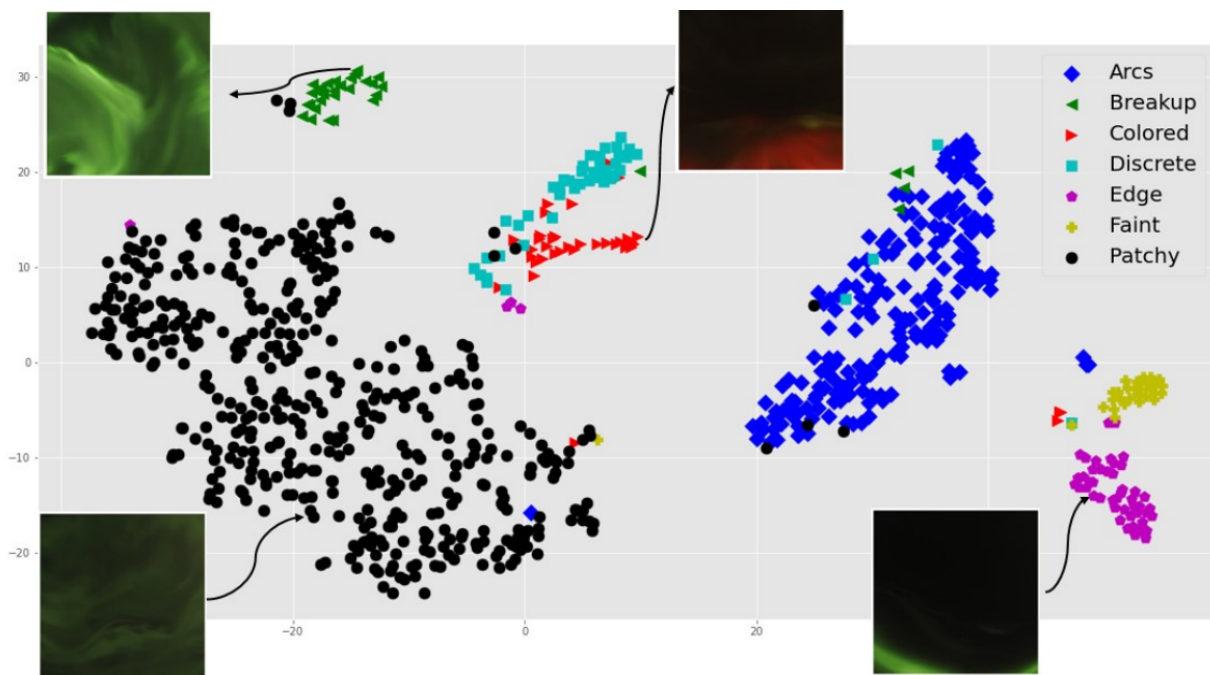 30
20
10
0
−10
−20
−20
0
20
Arcs
Breakup
Colored
Discrete
Edge
Faint
Patchy